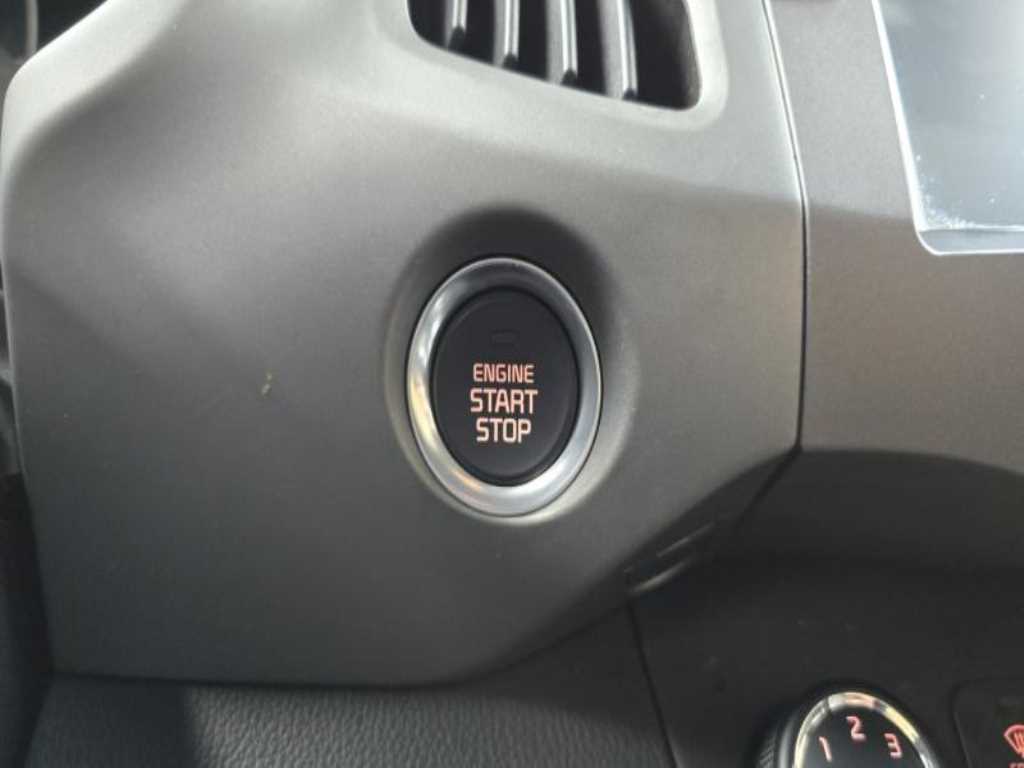 ENGINE
START
STOP
1 2 3